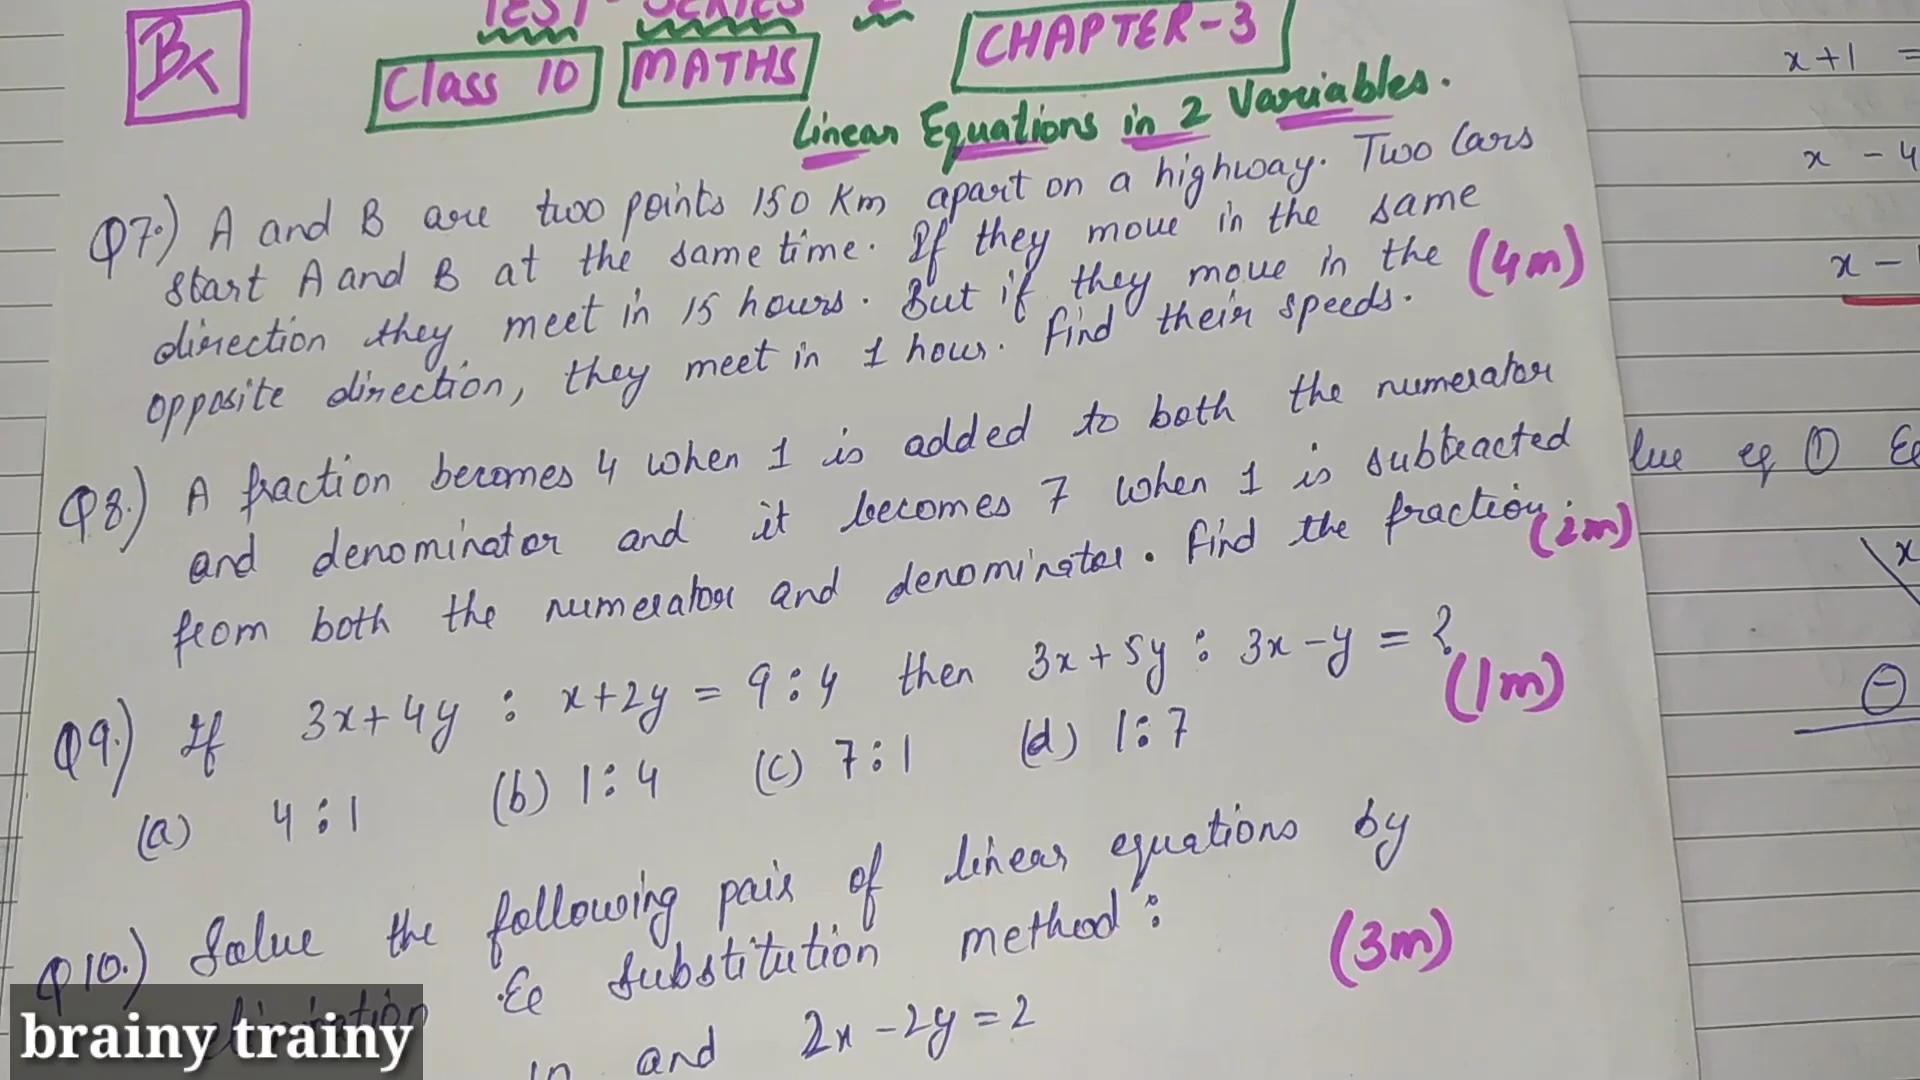 Bt
TEST SERIES
Class 10 MATHS CHAPTER-3
Linear Equations in 2 Variables.
Q7.) A and B are two points 150 Km apart on a highway. Two Cars
start A and B at the same time. If they move in the same
direction they meet in 15 hours. But if they move in the (4m)
opposite direction, they meet in 1 hour. find their speeds.
Q8.) A fraction becomes 4 when 1 is added to both the numerator
and denominator and it becomes 7 when 1 is subtracted
from both the numerator and denominator. find the fraction. (2m)
Q9.) If 3x+4y : x+2y = 9:4 then 3x+5y : 3x-y = ? (1m)
(a) 4:1 (b) 1:4 (c) 7:1 (d) 1:7
Q10.) Solve the following pair of linear equations by
elimination & substitution method: (3m)
and 2x-2y=2
x+1 =
x - 4
x -
eq ①
x
brainy trainy